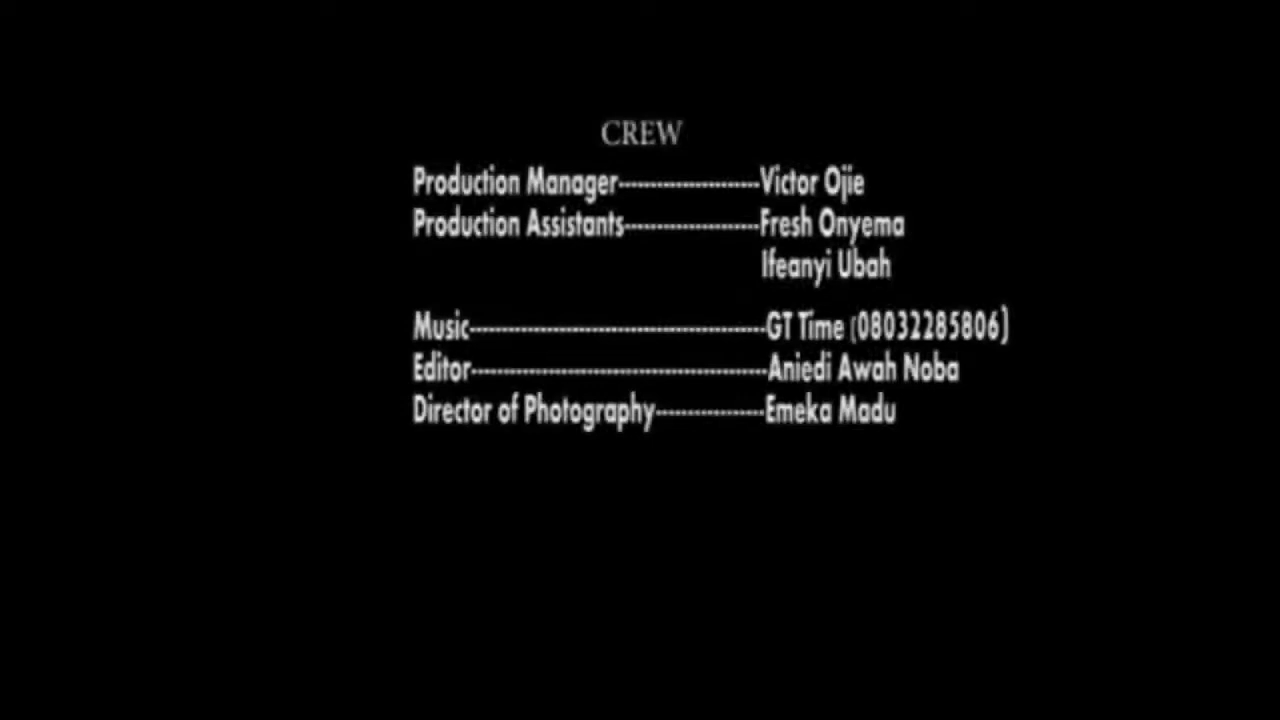 CREW
Production Manager----------------------Victor Ojie
Production Assistants---------------------Fresh Onyema
Ifeanyi Ubah
Music----------------------------------------------GT Time (08032285806)
Editor----------------------------------------------Aniedi Awah Noba
Director of Photography-----------------Emeka Madu